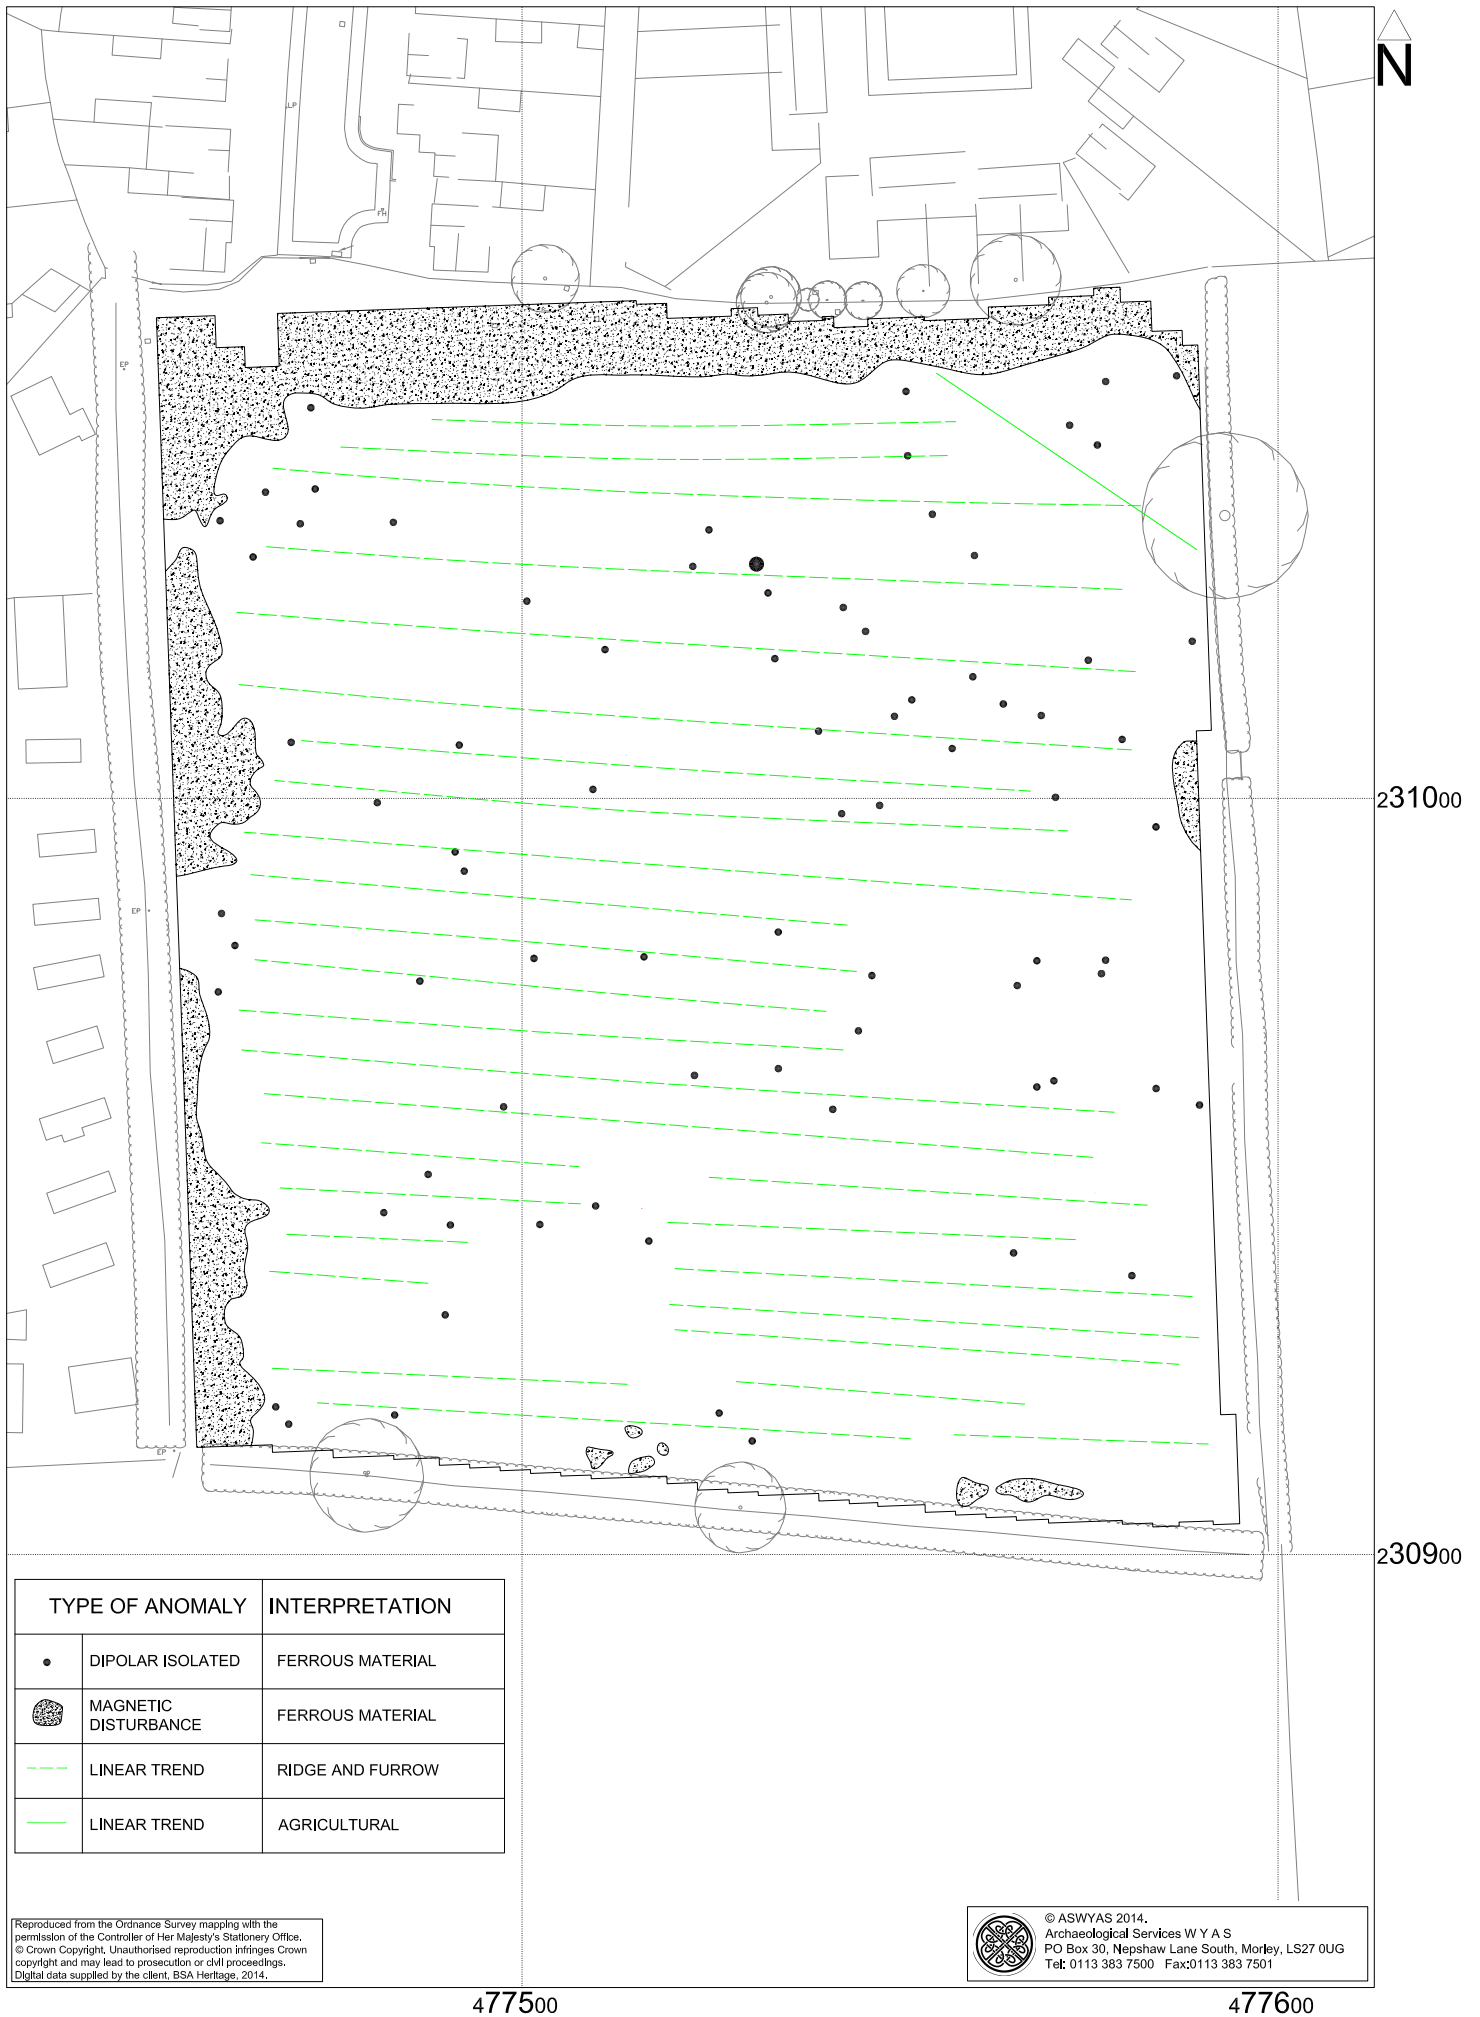 N
LP
FH
EP
231000
EP
EP
230900
TYPE OF ANOMALY INTERPRETATION
DIPOLAR ISOLATED FERROUS MATERIAL
MAGNETIC
DISTURBANCE FERROUS MATERIAL
LINEAR TREND RIDGE AND FURROW
LINEAR TREND AGRICULTURAL
Reproduced from the Ordnance Survey mapping with the
permission of the Controller of Her Majesty's Stationery Office.
© Crown Copyright. Unauthorised reproduction infringes Crown
copyright and may lead to prosecution or civil proceedings.
Digital data supplied by the client, BSA Heritage, 2014.
© ASWYAS 2014.
Archaeological Services W Y A S
PO Box 30, Nepshaw Lane South, Morley, LS27 0UG
Tel: 0113 383 7500 Fax:0113 383 7501
477500
477600